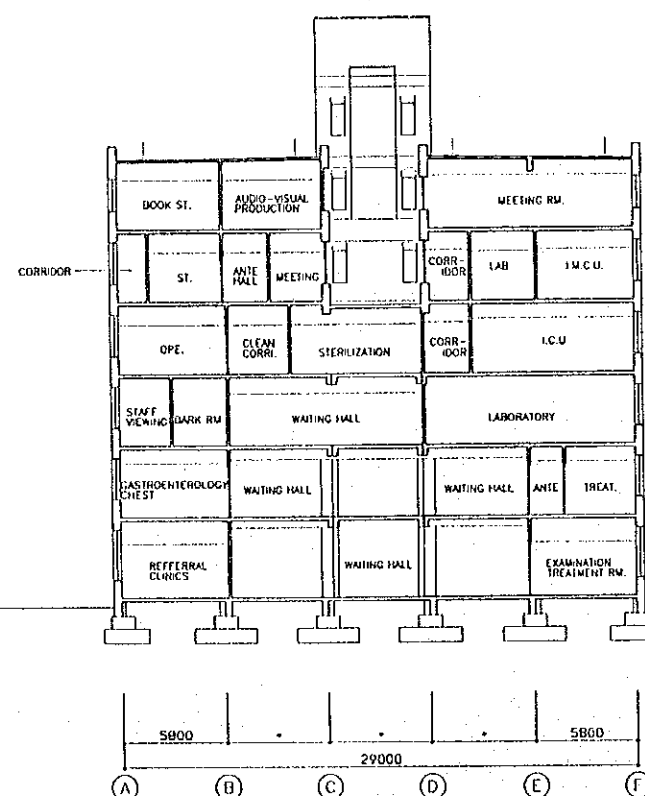 BOOK ST.
AUDIO-VISUAL
PRODUCTION
MEETING RM.
CORRIDOR
ST.
ANTE
HALL
MEETING
CORR-
IDOR
LAB
I.M.C.U.
OPE.
CLEAN
CORRI.
STERILIZATION
CORR-
IDOR
I.C.U
STAFF
VIEWING
DARK RM
WAITING HALL
LABORATORY
GASTROENTEROLOGY
CHEST
WAITING HALL
WAITING HALL
ANTE
TREAT.
REFFERRAL
CLINICS
WAITING HALL
EXAMINATION
TREATMENT RM.
5800
5800
29000
A
B
C
D
E
F